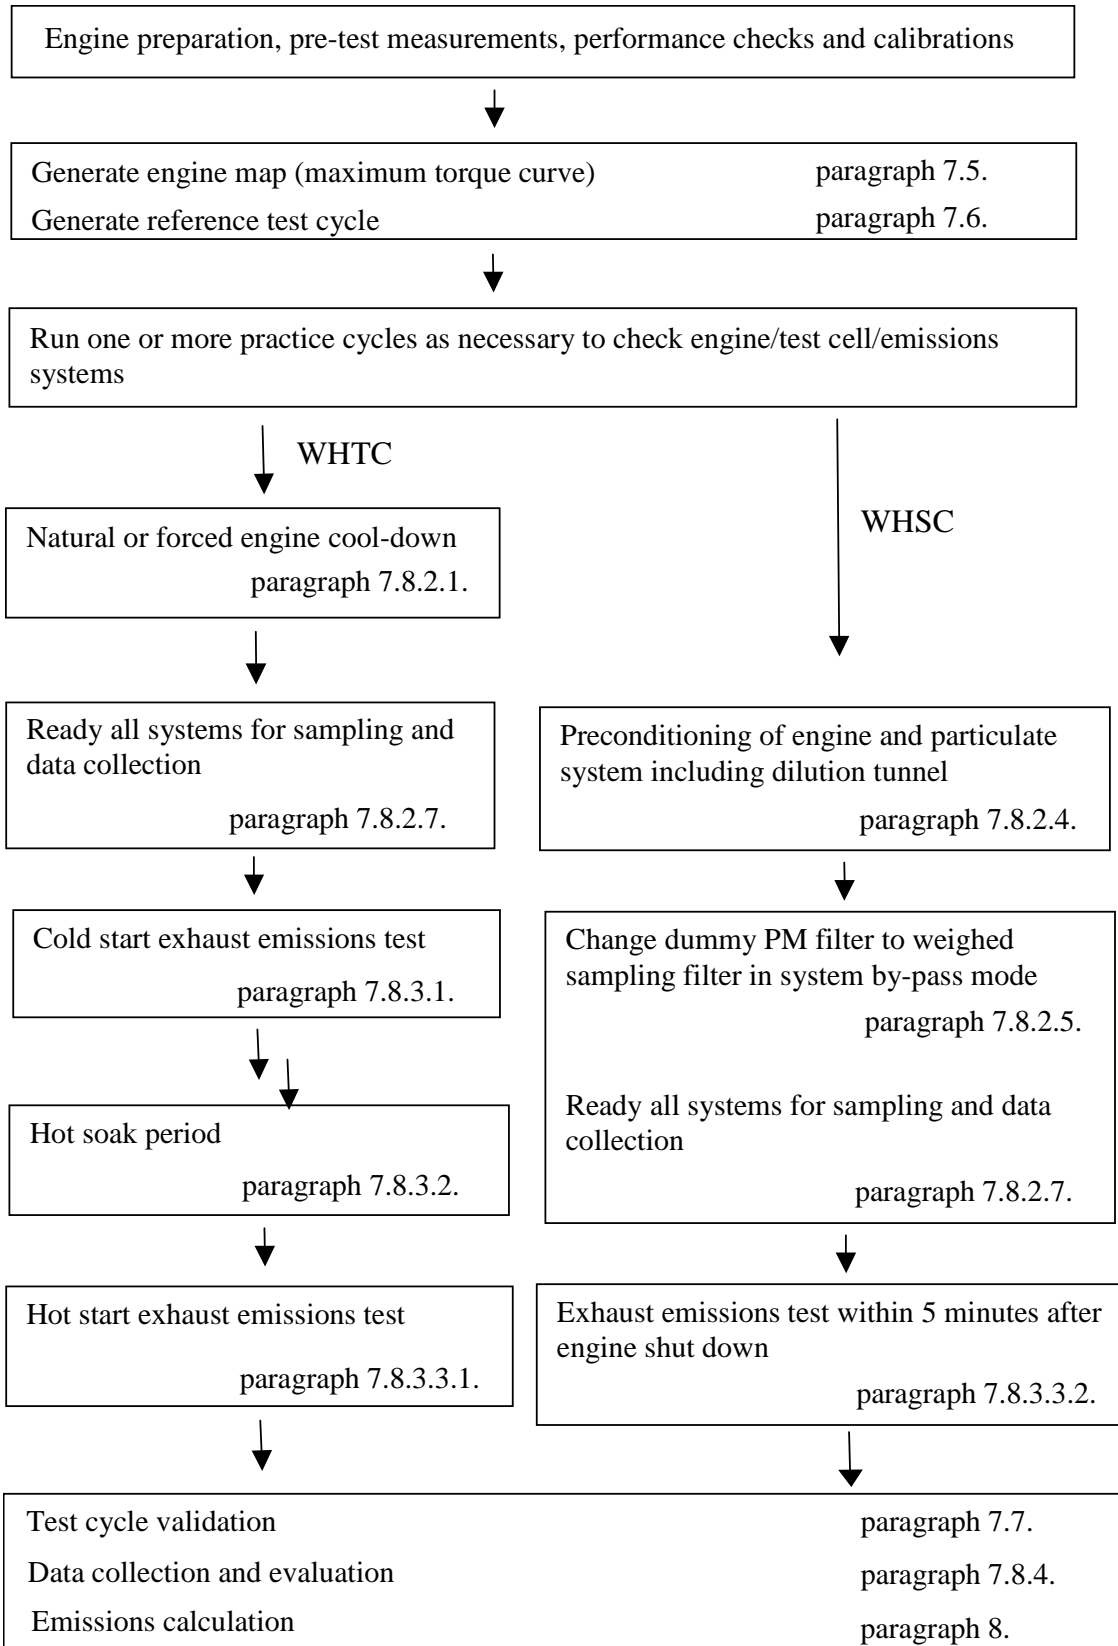 Engine preparation, pre-test measurements, performance checks and calibrations
Generate engine map (maximum torque curve) paragraph 7.5.
Generate reference test cycle paragraph 7.6.
Run one or more practice cycles as necessary to check engine/test cell/emissions
systems
WHTC
Natural or forced engine cool-down
paragraph 7.8.2.1.
Ready all systems for sampling and
data collection
paragraph 7.8.2.7.
Cold start exhaust emissions test
paragraph 7.8.3.1.
Hot soak period
paragraph 7.8.3.2.
Hot start exhaust emissions test
paragraph 7.8.3.3.1.
WHSC
Preconditioning of engine and particulate
system including dilution tunnel
paragraph 7.8.2.4.
Change dummy PM filter to weighed
sampling filter in system by-pass mode
paragraph 7.8.2.5.
Ready all systems for sampling and data
collection
paragraph 7.8.2.7.
Exhaust emissions test within 5 minutes after
engine shut down
paragraph 7.8.3.3.2.
Test cycle validation paragraph 7.7.
Data collection and evaluation paragraph 7.8.4.
Emissions calculation paragraph 8.